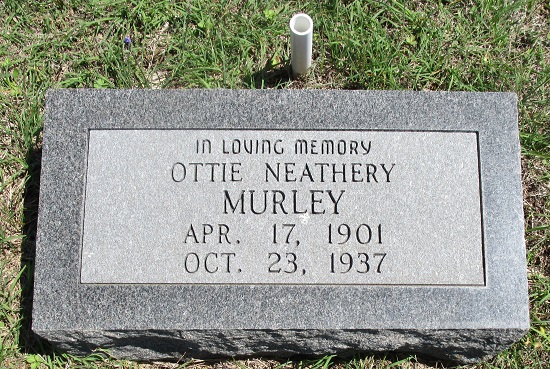 IN LOVING MEMORY
OTTIE NEATHERY
MURLEY
APR. 17, 1901
OCT. 23, 1937